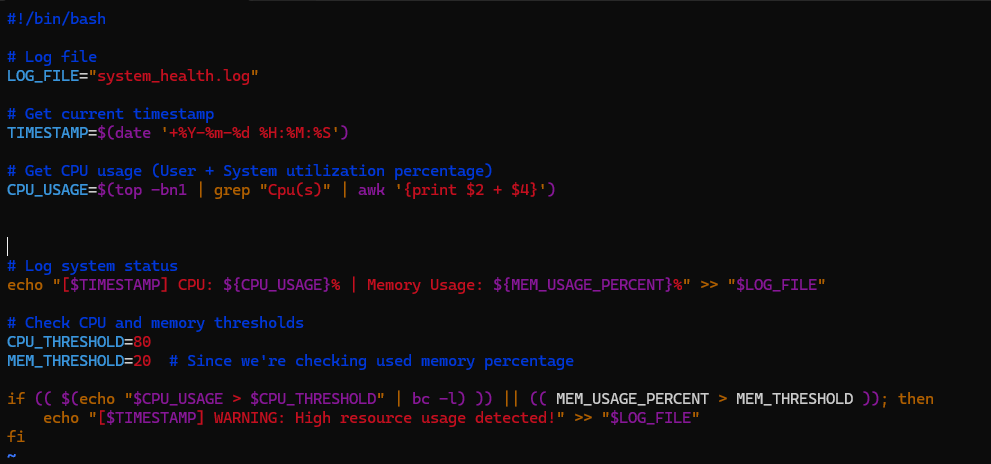 #!/bin/bash
# Log file
LOG_FILE="system_health.log"
# Get current timestamp
TIMESTAMP=$(date '+%Y-%m-%d %H:%M:%S')
# Get CPU usage (User + System utilization percentage)
CPU_USAGE=$(top -bn1 | grep "Cpu(s)" | awk '{print $2 + $4}')
# Log system status
echo "[$TIMESTAMP] CPU: ${CPU_USAGE}% | Memory Usage: ${MEM_USAGE_PERCENT}%" >> "$LOG_FILE"
# Check CPU and memory thresholds
CPU_THRESHOLD=80
MEM_THRESHOLD=20  # Since we're checking used memory percentage
if (( $(echo "$CPU_USAGE > $CPU_THRESHOLD" | bc -l) )) || (( MEM_USAGE_PERCENT > MEM_THRESHOLD )); then
    echo "[$TIMESTAMP] WARNING: High resource usage detected!" >> "$LOG_FILE"
fi
~